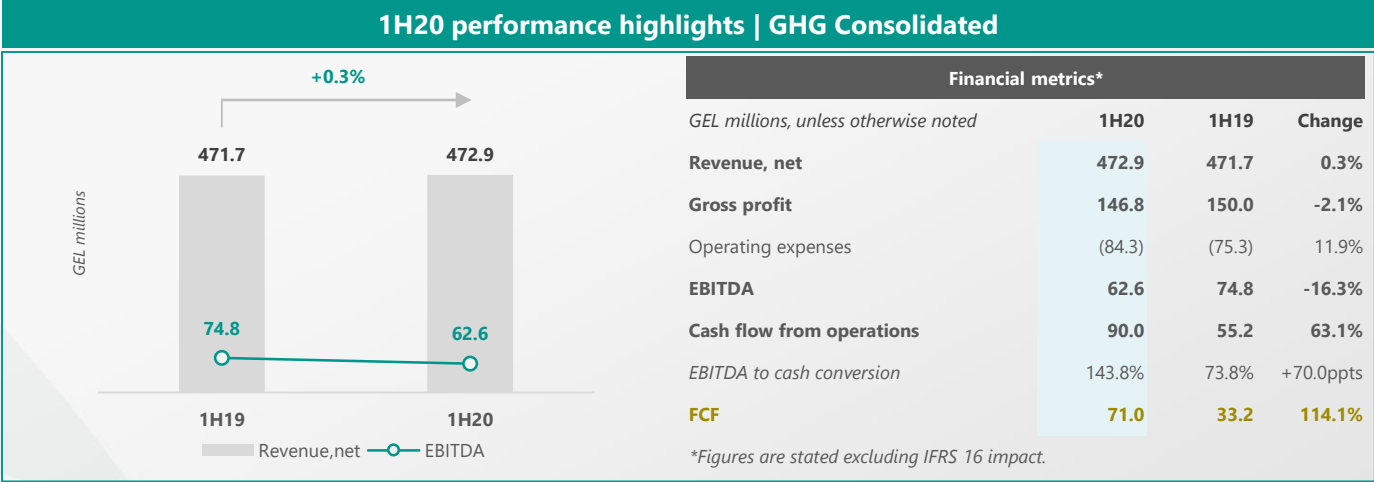 1H20 performance highlights | GHG Consolidated
+0.3%
471.7 472.9
GEL millions
74.8 62.6
1H19 1H20
Revenue,net EBITDA
Financial metrics*
GEL millions, unless otherwise noted 1H20 1H19 Change
Revenue, net 472.9 471.7 0.3%
Gross profit 146.8 150.0 -2.1%
Operating expenses (84.3) (75.3) 11.9%
EBITDA 62.6 74.8 -16.3%
Cash flow from operations 90.0 55.2 63.1%
EBITDA to cash conversion 143.8% 73.8% +70.0ppts
FCF 71.0 33.2 114.1%
*Figures are stated excluding IFRS 16 impact.